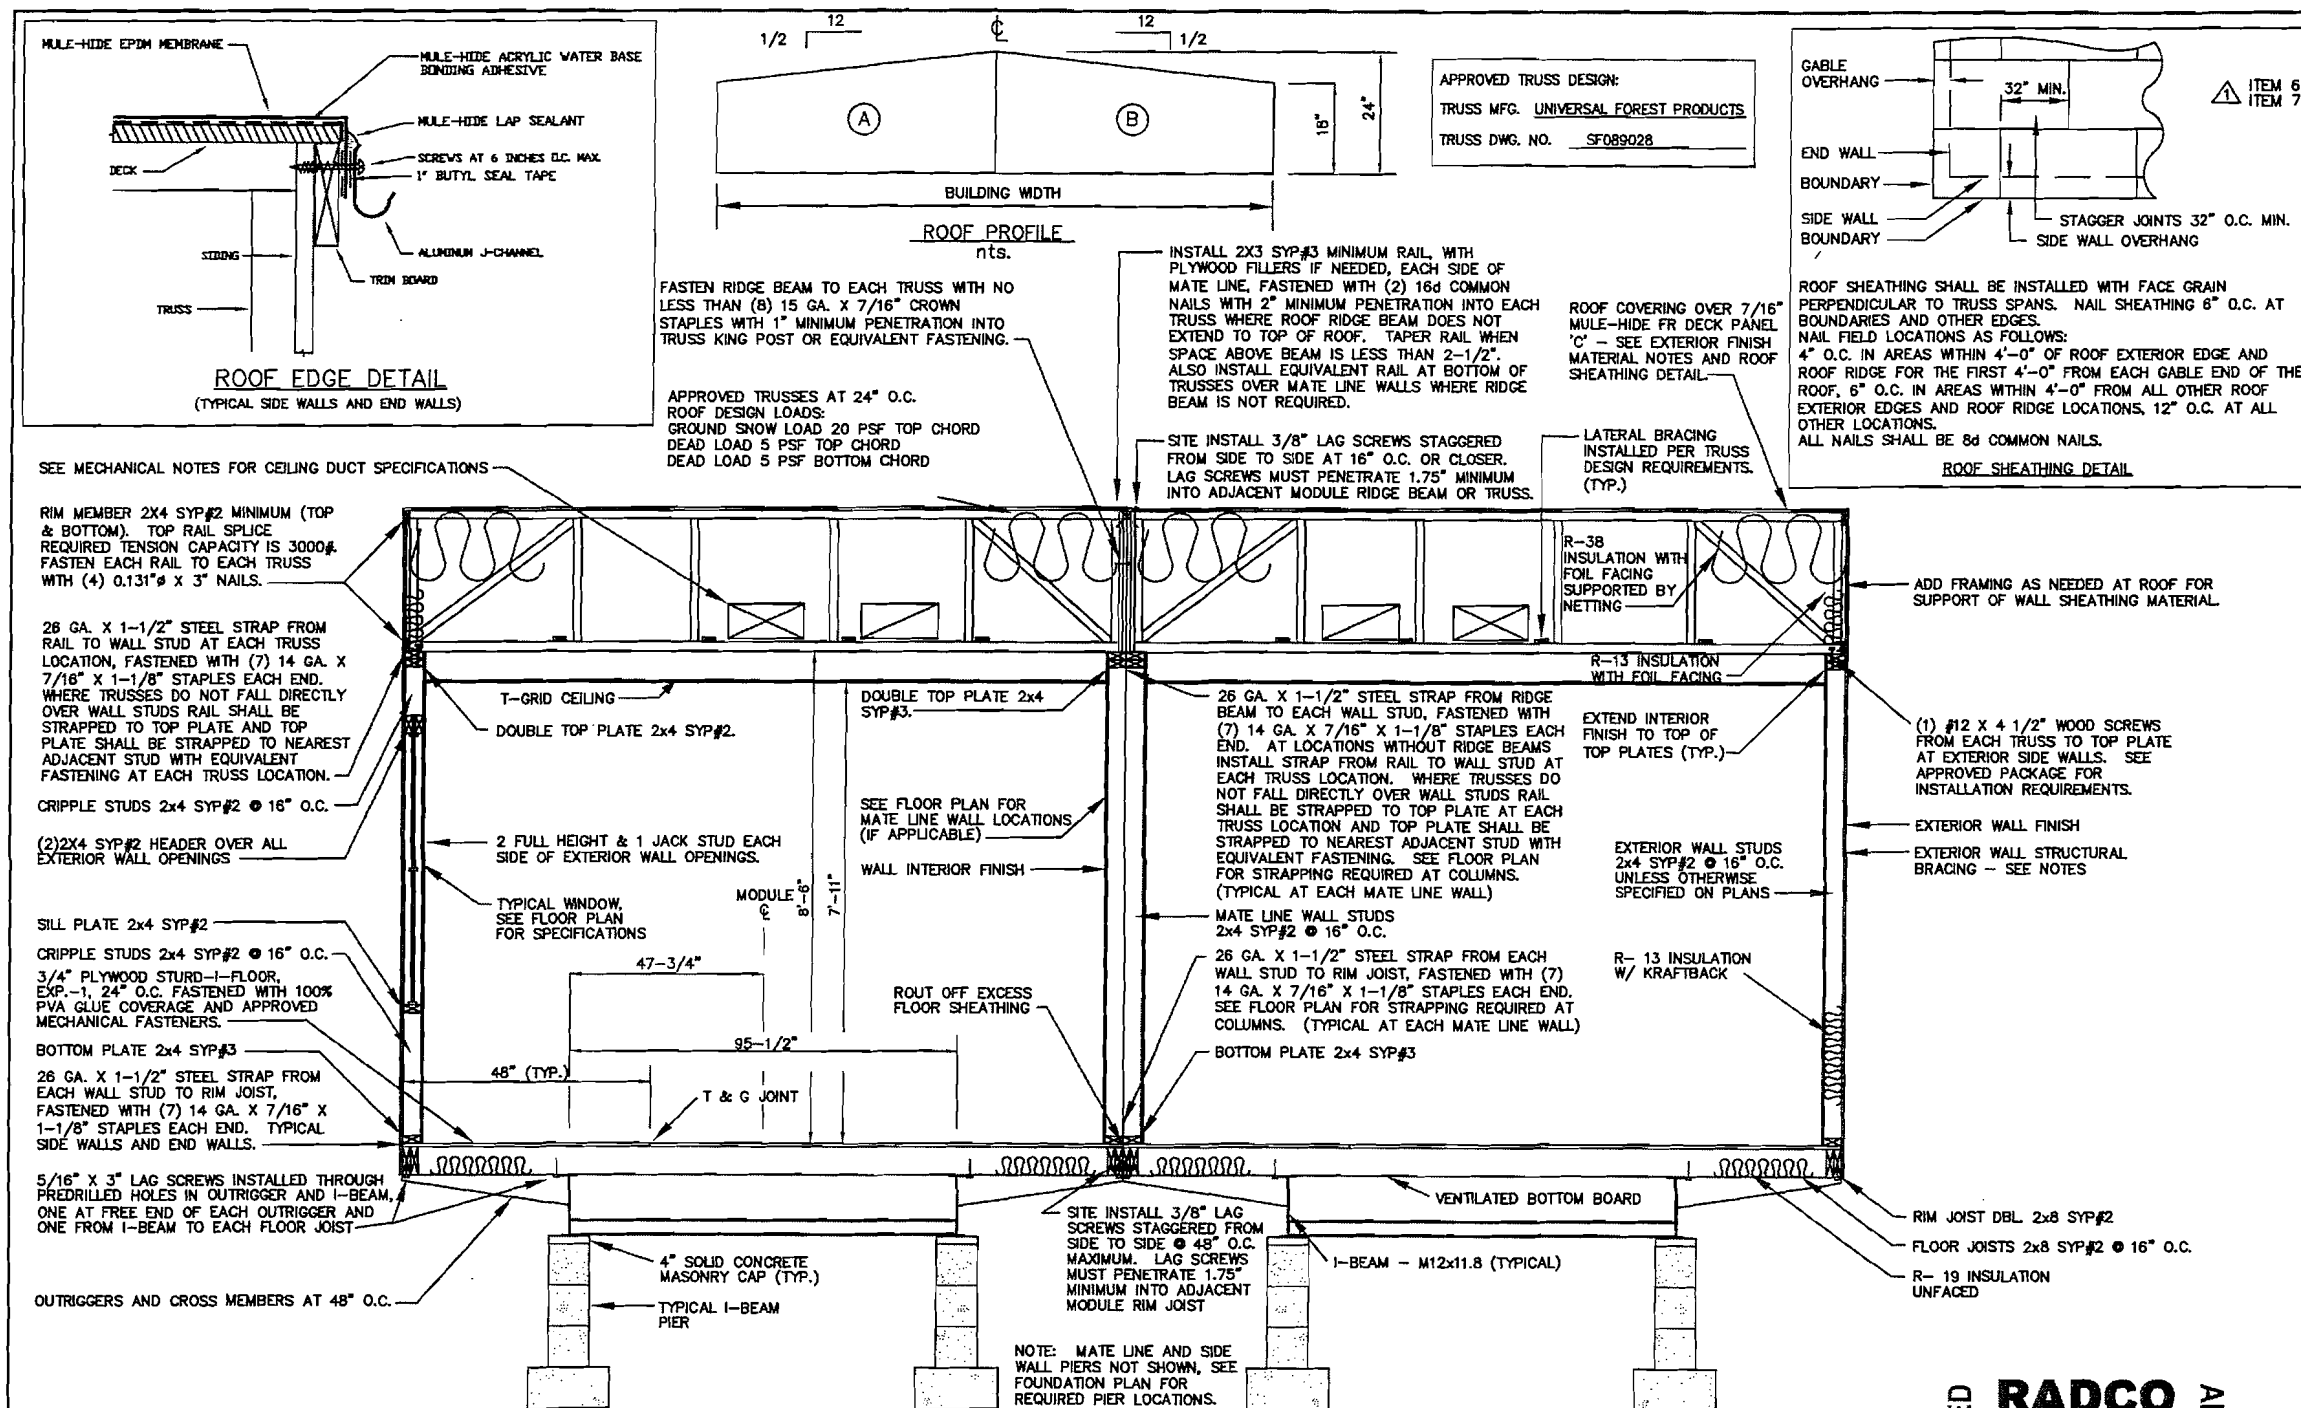 MULE-HIDE EPDM MEMBRANE
MULE-HIDE ACRYLIC WATER BASE
BONDING ADHESIVE
MULE-HIDE LAP SEALANT
SCREWS AT 6 INCHES O.C. MAX.
1" BUTYL SEAL TAPE
DECK
ALUMINUM J-CHANNEL
SIDING
TRIM BOARD
TRUSS
ROOF EDGE DETAIL
(TYPICAL SIDE WALLS AND END WALLS)
12
1/2
℄
12
1/2
A
B
18"
24"
BUILDING WIDTH
ROOF PROFILE
nts.
APPROVED TRUSS DESIGN:
TRUSS MFG. UNIVERSAL FOREST PRODUCTS
TRUSS DWG. NO. SF089028
GABLE
OVERHANG
32" MIN.
1
ITEM 6
ITEM 7
END WALL
BOUNDARY
SIDE WALL
BOUNDARY
STAGGER JOINTS 32" O.C. MIN.
SIDE WALL OVERHANG
ROOF SHEATHING SHALL BE INSTALLED WITH FACE GRAIN
PERPENDICULAR TO TRUSS SPANS. NAIL SHEATHING 6" O.C. AT
BOUNDARIES AND OTHER EDGES.
NAIL FIELD LOCATIONS AS FOLLOWS:
4" O.C. IN AREAS WITHIN 4'-0" OF ROOF EXTERIOR EDGE AND
ROOF RIDGE FOR THE FIRST 4'-0" FROM EACH GABLE END OF THE
ROOF, 6" O.C. IN AREAS WITHIN 4'-0" FROM ALL OTHER ROOF
EXTERIOR EDGES AND ROOF RIDGE LOCATIONS, 12" O.C. AT ALL
OTHER LOCATIONS.
ALL NAILS SHALL BE 8d COMMON NAILS.
ROOF SHEATHING DETAIL
FASTEN RIDGE BEAM TO EACH TRUSS WITH NO
LESS THAN (8) 15 GA. X 7/16" CROWN
STAPLES WITH 1" MINIMUM PENETRATION INTO
TRUSS KING POST OR EQUIVALENT FASTENING.
APPROVED TRUSSES AT 24" O.C.
ROOF DESIGN LOADS:
GROUND SNOW LOAD 20 PSF TOP CHORD
DEAD LOAD 5 PSF TOP CHORD
DEAD LOAD 5 PSF BOTTOM CHORD
INSTALL 2X3 SYP#3 MINIMUM RAIL, WITH
PLYWOOD FILLERS IF NEEDED, EACH SIDE OF
MATE LINE, FASTENED WITH (2) 16d COMMON
NAILS WITH 2" MINIMUM PENETRATION INTO EACH
TRUSS WHERE ROOF RIDGE BEAM DOES NOT
EXTEND TO TOP OF ROOF. TAPER RAIL WHEN
SPACE ABOVE BEAM IS LESS THAN 2-1/2".
ALSO INSTALL EQUIVALENT RAIL AT BOTTOM OF
TRUSSES OVER MATE LINE WALLS WHERE RIDGE
BEAM IS NOT REQUIRED.
SITE INSTALL 3/8" LAG SCREWS STAGGERED
FROM SIDE TO SIDE AT 16" O.C. OR CLOSER.
LAG SCREWS MUST PENETRATE 1.75" MINIMUM
INTO ADJACENT MODULE RIDGE BEAM OR TRUSS.
ROOF COVERING OVER 7/16"
MULE-HIDE FR DECK PANEL
'C' - SEE EXTERIOR FINISH
MATERIAL NOTES AND ROOF
SHEATHING DETAIL.
LATERAL BRACING
INSTALLED PER TRUSS
DESIGN REQUIREMENTS.
(TYP.)
SEE MECHANICAL NOTES FOR CEILING DUCT SPECIFICATIONS
RIM MEMBER 2X4 SYP#2 MINIMUM (TOP
& BOTTOM). TOP RAIL SPLICE
REQUIRED TENSION CAPACITY IS 3000#.
FASTEN EACH RAIL TO EACH TRUSS
WITH (4) 0.131"ø X 3" NAILS.
26 GA. X 1-1/2" STEEL STRAP FROM
RAIL TO WALL STUD AT EACH TRUSS
LOCATION, FASTENED WITH (7) 14 GA. X
7/16" X 1-1/8" STAPLES EACH END.
WHERE TRUSSES DO NOT FALL DIRECTLY
OVER WALL STUDS RAIL SHALL BE
STRAPPED TO TOP PLATE AND TOP
PLATE SHALL BE STRAPPED TO NEAREST
ADJACENT STUD WITH EQUIVALENT
FASTENING AT EACH TRUSS LOCATION.
CRIPPLE STUDS 2x4 SYP#2 @ 16" O.C.
(2)2X4 SYP#2 HEADER OVER ALL
EXTERIOR WALL OPENINGS
SILL PLATE 2x4 SYP#2
CRIPPLE STUDS 2x4 SYP#2 @ 16" O.C.
3/4" PLYWOOD STURD-I-FLOOR,
EXP.-1, 24" O.C. FASTENED WITH 100%
PVA GLUE COVERAGE AND APPROVED
MECHANICAL FASTENERS.
BOTTOM PLATE 2x4 SYP#3
26 GA. X 1-1/2" STEEL STRAP FROM
EACH WALL STUD TO RIM JOIST,
FASTENED WITH (7) 14 GA. X 7/16" X
1-1/8" STAPLES EACH END. TYPICAL
SIDE WALLS AND END WALLS.
5/16" X 3" LAG SCREWS INSTALLED THROUGH
PREDRILLED HOLES IN OUTRIGGER AND I-BEAM,
ONE AT FREE END OF EACH OUTRIGGER AND
ONE FROM I-BEAM TO EACH FLOOR JOIST
OUTRIGGERS AND CROSS MEMBERS AT 48" O.C.
T-GRID CEILING
DOUBLE TOP PLATE 2x4 SYP#2.
2 FULL HEIGHT & 1 JACK STUD EACH
SIDE OF EXTERIOR WALL OPENINGS.
TYPICAL WINDOW,
SEE FLOOR PLAN
FOR SPECIFICATIONS
MODULE
℄
8'-6"
7'-11"
47-3/4"
95-1/2"
48" (TYP.)
T & G JOINT
DOUBLE TOP PLATE 2x4
SYP#3.
SEE FLOOR PLAN FOR
MATE LINE WALL LOCATIONS
(IF APPLICABLE)
WALL INTERIOR FINISH
ROUT OFF EXCESS
FLOOR SHEATHING
R-38
INSULATION WITH
FOIL FACING
SUPPORTED BY
NETTING
R-13 INSULATION
WITH FOIL FACING
26 GA. X 1-1/2" STEEL STRAP FROM RIDGE
BEAM TO EACH WALL STUD, FASTENED WITH
(7) 14 GA. X 7/16" X 1-1/8" STAPLES EACH
END. AT LOCATIONS WITHOUT RIDGE BEAMS
INSTALL STRAP FROM RAIL TO WALL STUD AT
EACH TRUSS LOCATION. WHERE TRUSSES DO
NOT FALL DIRECTLY OVER WALL STUDS RAIL
SHALL BE STRAPPED TO TOP PLATE AT EACH
TRUSS LOCATION AND TOP PLATE SHALL BE
STRAPPED TO NEAREST ADJACENT STUD WITH
EQUIVALENT FASTENING. SEE FLOOR PLAN
FOR STRAPPING REQUIRED AT COLUMNS.
(TYPICAL AT EACH MATE LINE WALL)
MATE LINE WALL STUDS
2x4 SYP#2 @ 16" O.C.
26 GA. X 1-1/2" STEEL STRAP FROM EACH
WALL STUD TO RIM JOIST, FASTENED WITH (7)
14 GA. X 7/16" X 1-1/8" STAPLES EACH END.
SEE FLOOR PLAN FOR STRAPPING REQUIRED AT
COLUMNS. (TYPICAL AT EACH MATE LINE WALL)
BOTTOM PLATE 2x4 SYP#3
EXTEND INTERIOR
FINISH TO TOP OF
TOP PLATES (TYP.)
EXTERIOR WALL STUDS
2x4 SYP#2 @ 16" O.C.
UNLESS OTHERWISE
SPECIFIED ON PLANS
R- 13 INSULATION
W/ KRAFTBACK
ADD FRAMING AS NEEDED AT ROOF FOR
SUPPORT OF WALL SHEATHING MATERIAL.
(1) #12 X 4 1/2" WOOD SCREWS
FROM EACH TRUSS TO TOP PLATE
AT EXTERIOR SIDE WALLS. SEE
APPROVED PACKAGE FOR
INSTALLATION REQUIREMENTS.
EXTERIOR WALL FINISH
EXTERIOR WALL STRUCTURAL
BRACING - SEE NOTES
4" SOLID CONCRETE
MASONRY CAP (TYP.)
TYPICAL I-BEAM
PIER
SITE INSTALL 3/8" LAG
SCREWS STAGGERED FROM
SIDE TO SIDE @ 48" O.C.
MAXIMUM. LAG SCREWS
MUST PENETRATE 1.75"
MINIMUM INTO ADJACENT
MODULE RIM JOIST
VENTILATED BOTTOM BOARD
I-BEAM - M12x11.8 (TYPICAL)
RIM JOIST DBL. 2x8 SYP#2
FLOOR JOISTS 2x8 SYP#2 @ 16" O.C.
R- 19 INSULATION
UNFACED
NOTE: MATE LINE AND SIDE
WALL PIERS NOT SHOWN, SEE
FOUNDATION PLAN FOR
REQUIRED PIER LOCATIONS.
RADCO